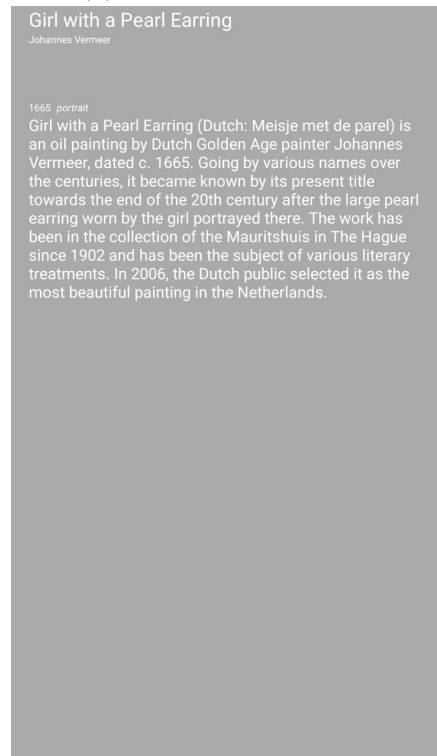 Girl with a Pearl Earring
Johannes Vermeer
1665 portrait
Girl with a Pearl Earring (Dutch: Meisje met de parel) is
an oil painting by Dutch Golden Age painter Johannes
Vermeer, dated c. 1665. Going by various names over
the centuries, it became known by its present title
towards the end of the 20th century after the large pearl
earring worn by the girl portrayed there. The work has
been in the collection of the Mauritshuis in The Hague
since 1902 and has been the subject of various literary
treatments. In 2006, the Dutch public selected it as the
most beautiful painting in the Netherlands.